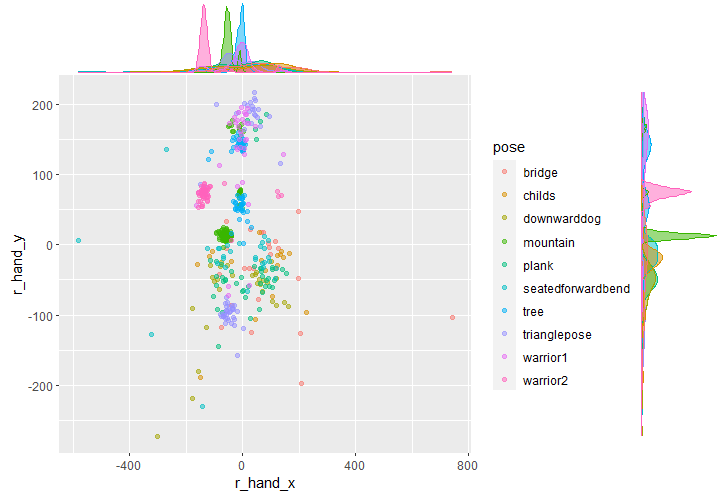 200
100
0
-100
-200
r_hand_y
-400
0
400
800
r_hand_x
pose
bridge
childs
downwarddog
mountain
plank
seatedforwardbend
tree
trianglepose
warrior1
warrior2